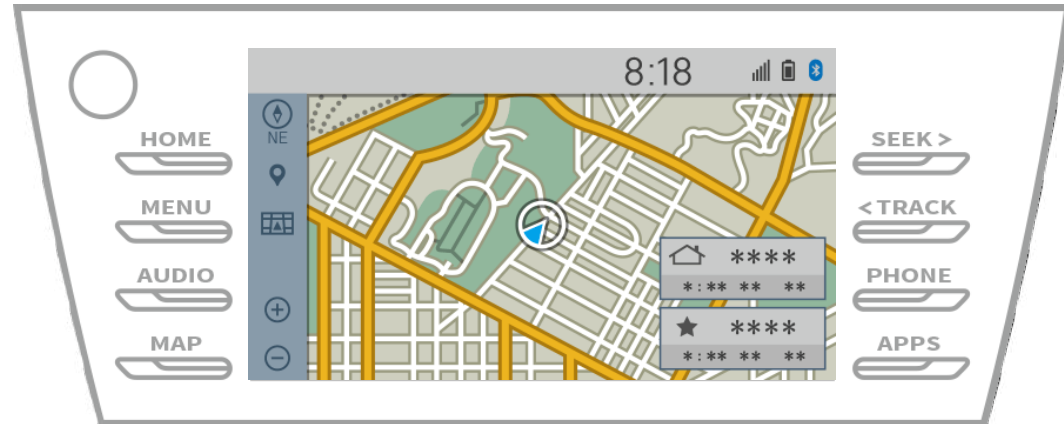 8:18
NE
HOME
MENU
AUDIO
MAP
SEEK >
< TRACK
PHONE
APPS
****
*:** ** **
****
*:** ** **